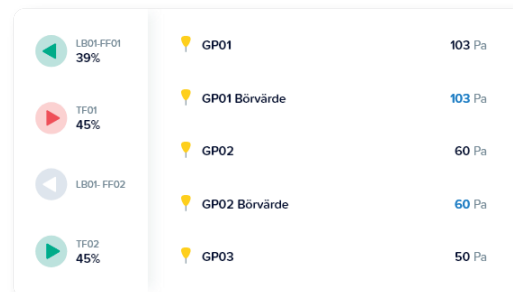 LB01-FF01
39%
TF01
45%
LB01- FF02
TF02
45%
GP01 103 Pa
GP01 Börvärde 103 Pa
GP02 60 Pa
GP02 Börvärde 60 Pa
GP03 50 Pa